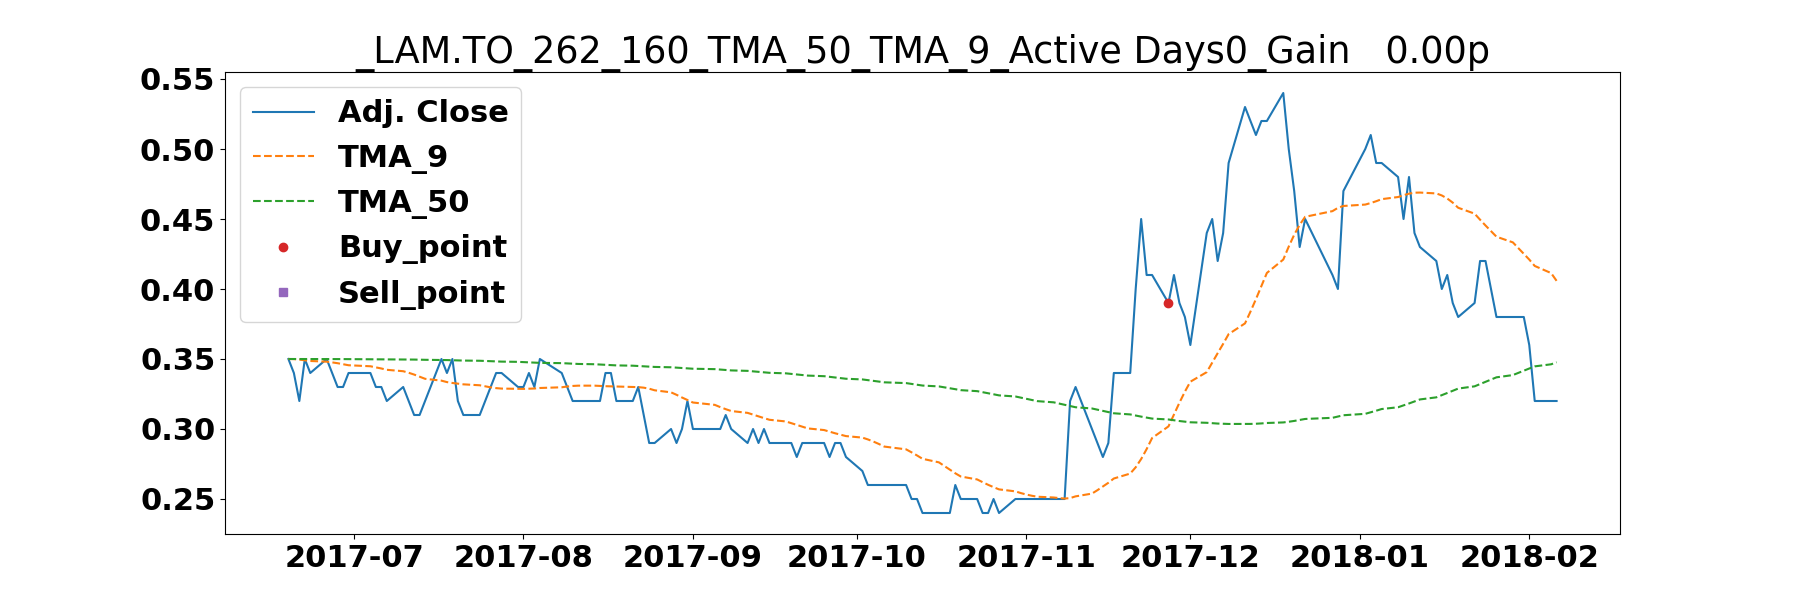 _LAM.TO_262_160_TMA_50_TMA_9_Active Days0_Gain   0.00p
0.55
0.50
0.45
0.40
0.35
0.30
0.25
Adj. Close
TMA_9
TMA_50
Buy_point
Sell_point
2017-07 2017-08 2017-09 2017-10 2017-11 2017-12 2018-01 2018-02